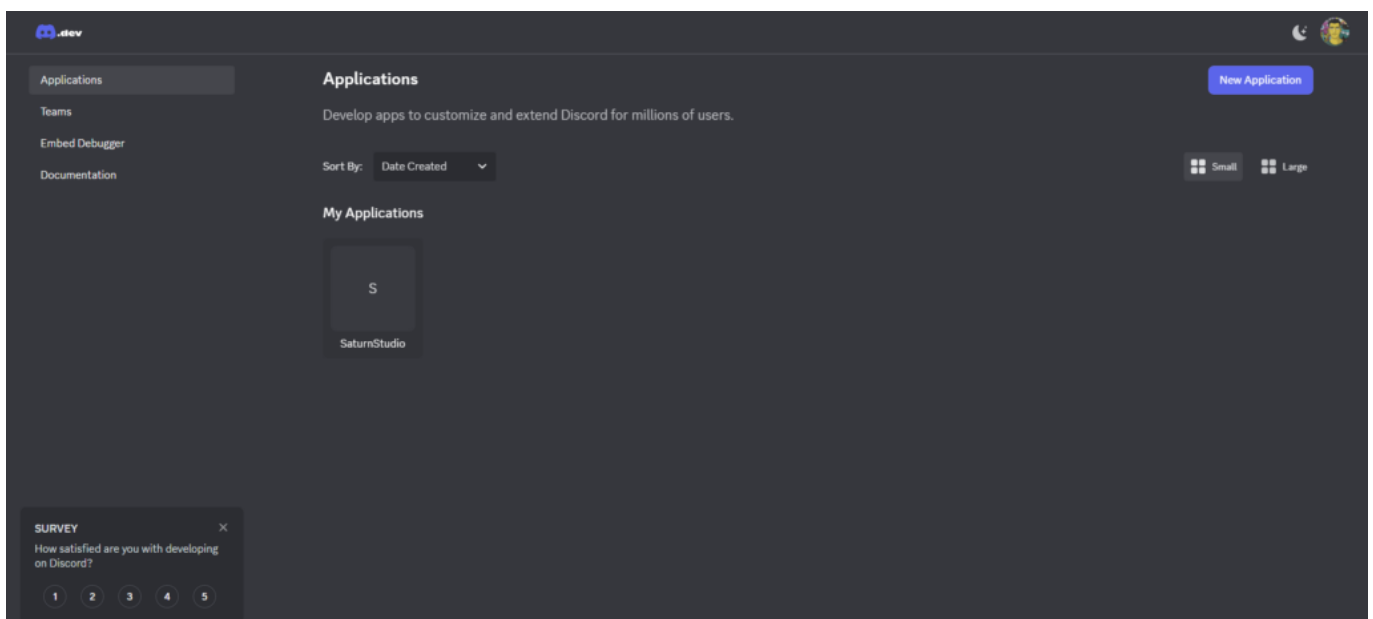 .dev
Applications
Teams
Embed Debugger
Documentation
Applications
New Application
Develop apps to customize and extend Discord for millions of users.
Sort By: Date Created
Small Large
My Applications
S
SaturnStudio
SURVEY
How satisfied are you with developing
on Discord?
1 2 3 4 5